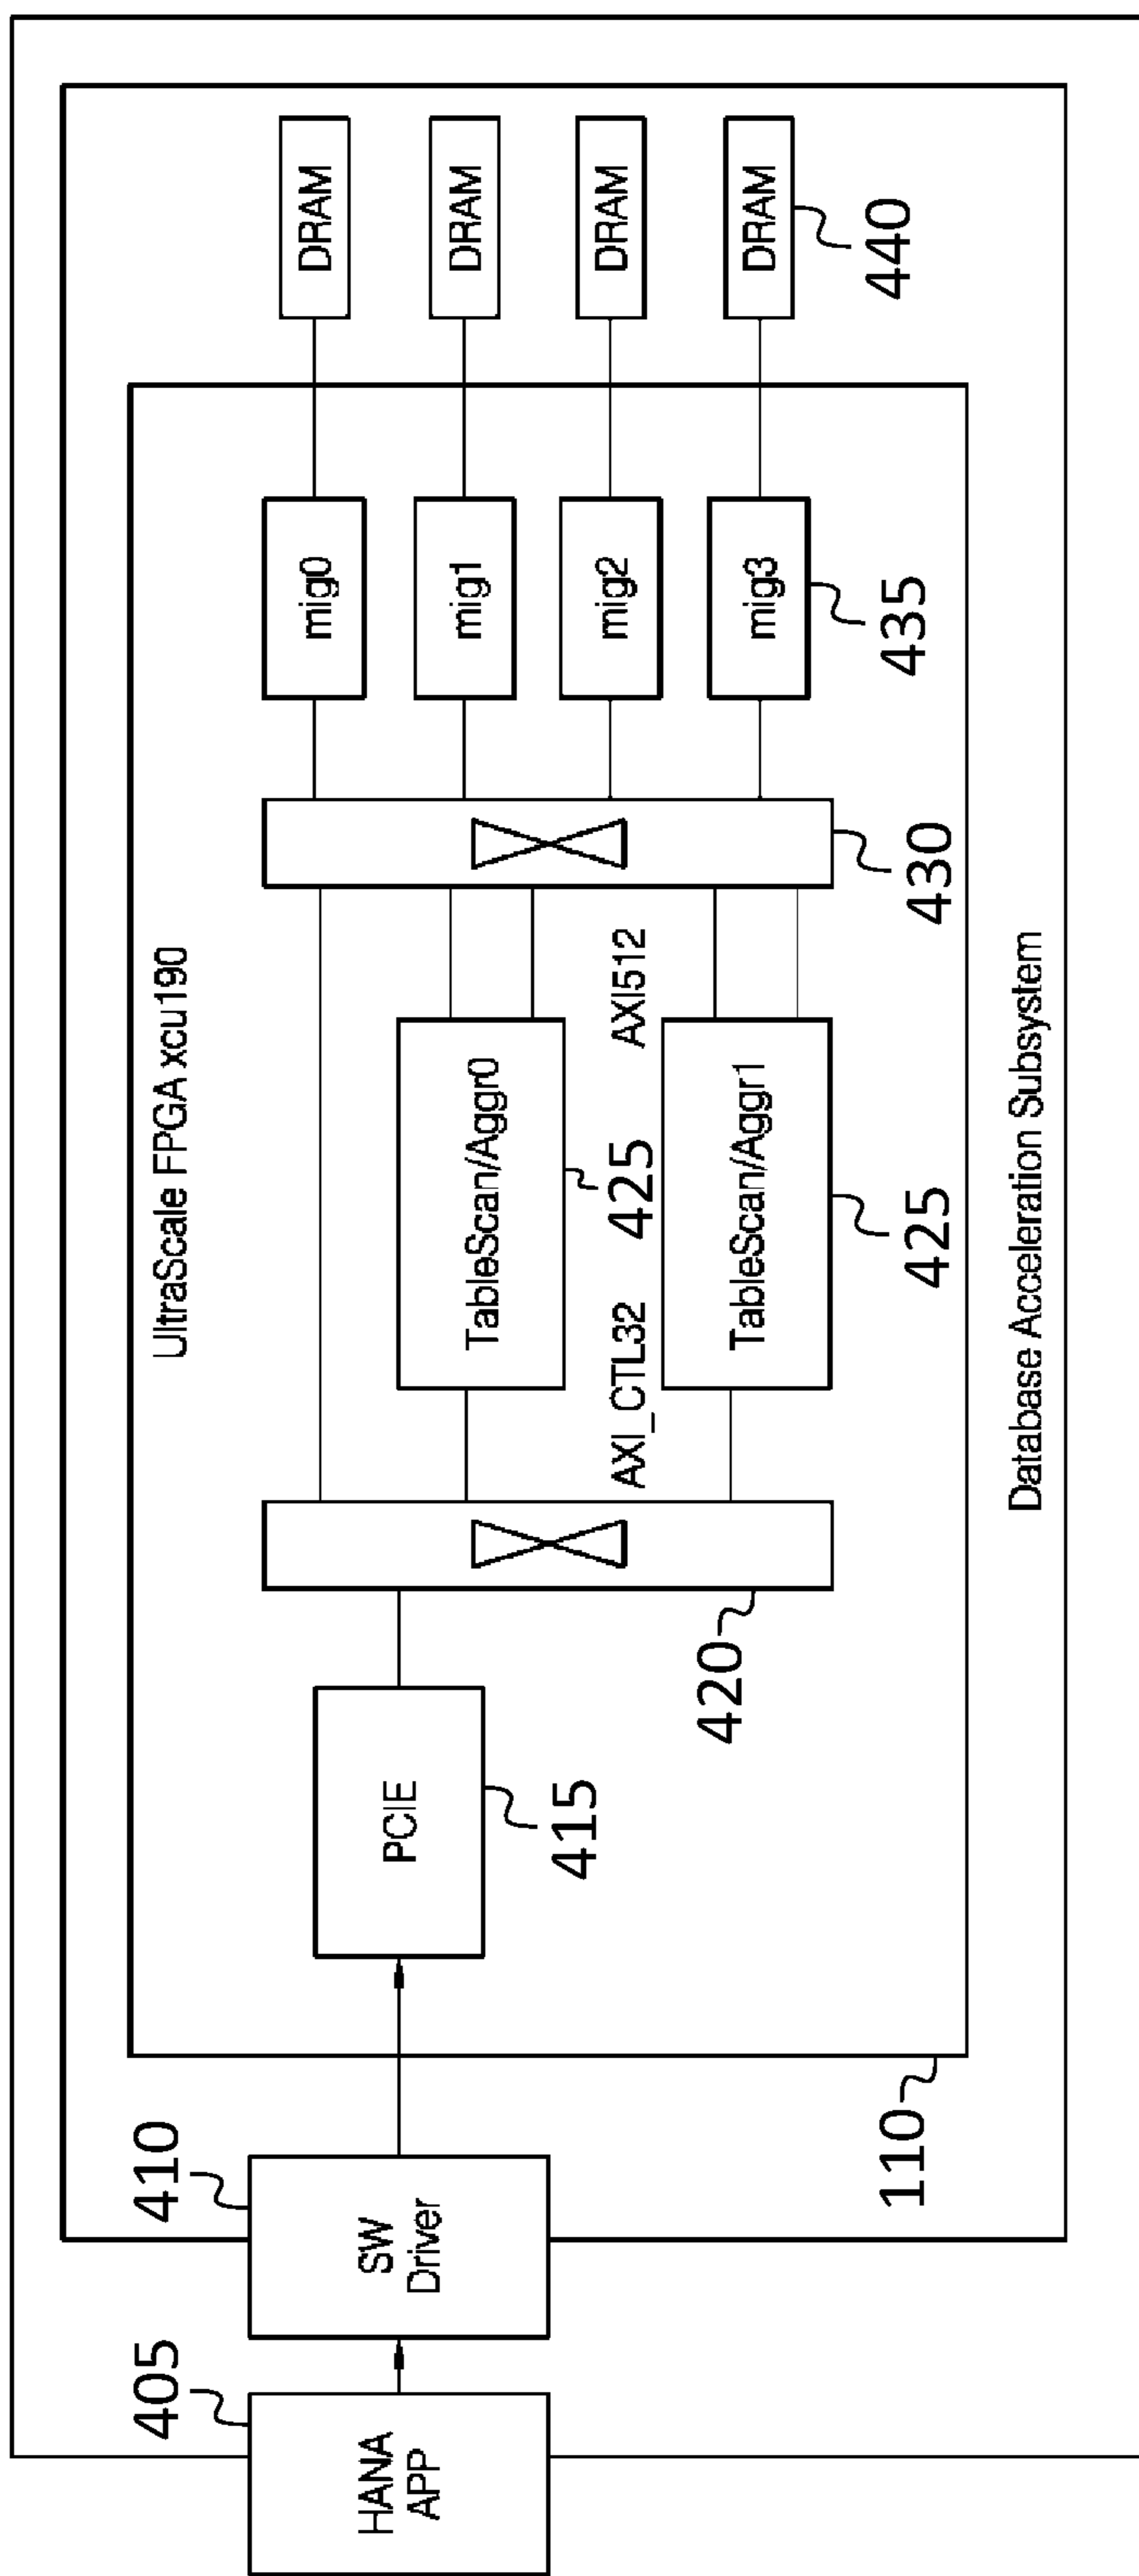 405
HANA
APP
410
SW
Driver
110
UltraScale FPGA xcu190
PCIE
415
420
AXI_CTL32
TableScan/Aggr0
425
TableScan/Aggr1
425
AXI512
430
mig0
mig1
mig2
mig3
435
DRAM
DRAM
DRAM
DRAM
440
Database Acceleration Subsystem